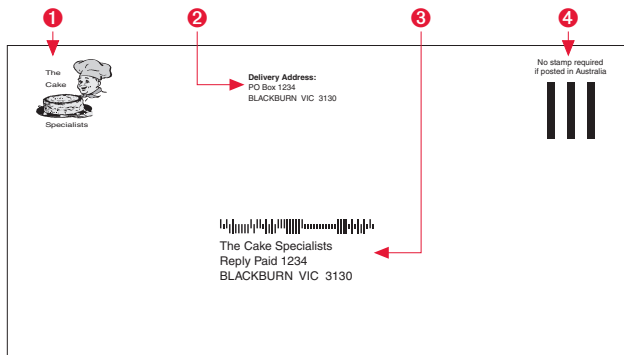 1
2
3
4
The
Cake
Specialists
Delivery Address:
PO Box 1234
BLACKBURN VIC 3130
No stamp required
if posted in Australia
The Cake Specialists
Reply Paid 1234
BLACKBURN VIC 3130